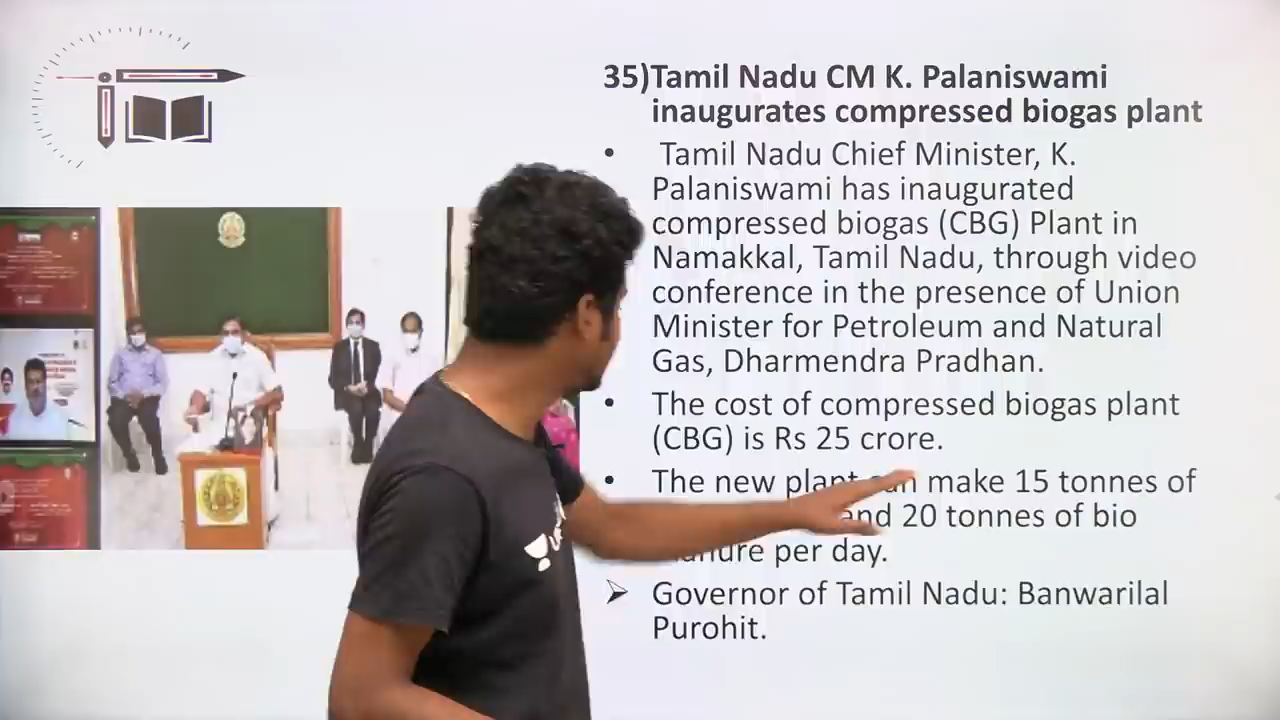 35)Tamil Nadu CM K. Palaniswami
inaugurates compressed biogas plant
• Tamil Nadu Chief Minister, K.
Palaniswami has inaugurated
compressed biogas (CBG) Plant in
Namakkal, Tamil Nadu, through video
conference in the presence of Union
Minister for Petroleum and Natural
Gas, Dharmendra Pradhan.
• The cost of compressed biogas plant
(CBG) is Rs 25 crore.
• The new plant can make 15 tonnes of
and 20 tonnes of bio
per day.
➢ Governor of Tamil Nadu: Banwarilal
Purohit.